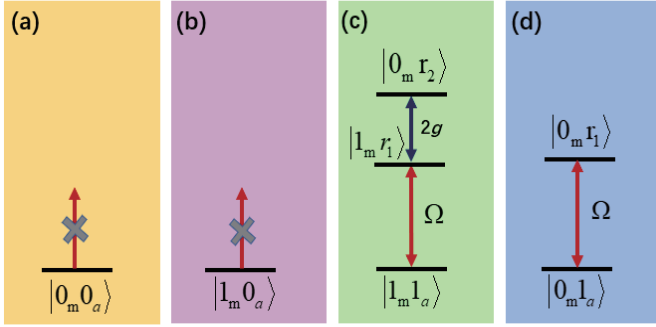 (a)
|0ₘ0ₐ⟩
(b)
|1ₘ0ₐ⟩
(c)
|0ₘ r₂⟩
2g
|1ₘ r₁⟩
Ω
|1ₘ1ₐ⟩
(d)
|0ₘ r₁⟩
Ω
|0ₘ1ₐ⟩